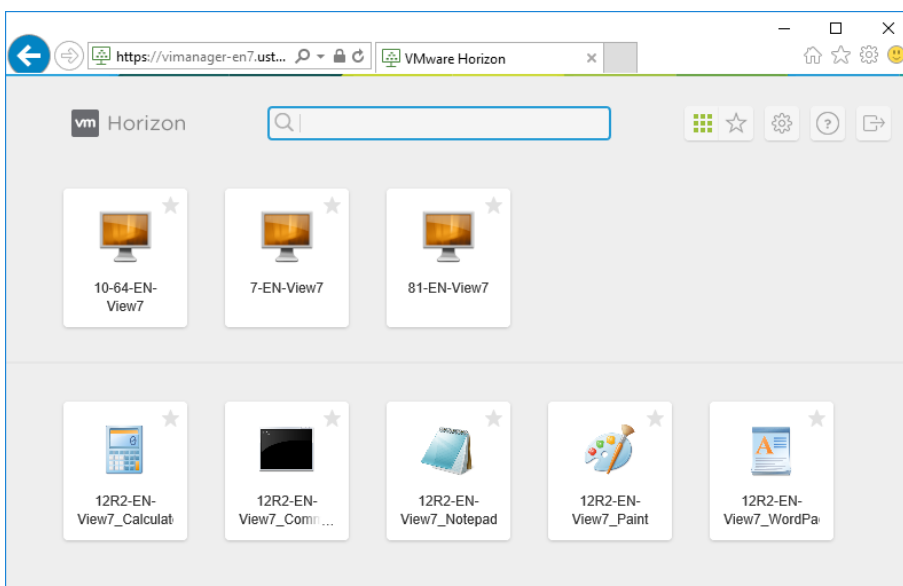 https://vimanager-en7.ust...
VMware Horizon
vm Horizon
?
10-64-EN-
View7
7-EN-View7
81-EN-View7
0
12R2-EN-
View7_Calculat
12R2-EN-
View7_Comm...
12R2-EN-
View7_Notepad
12R2-EN-
View7_Paint
A
12R2-EN-
View7_WordPa